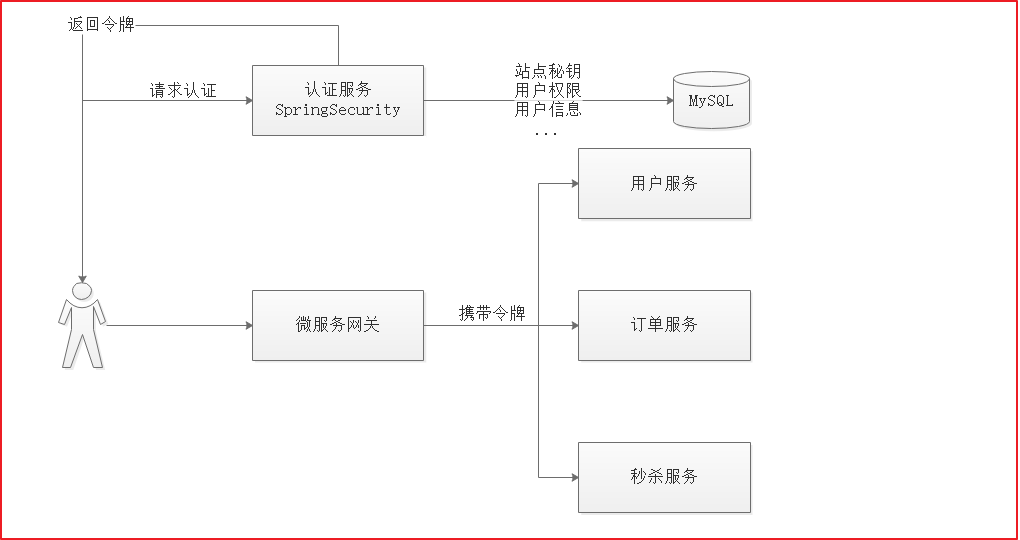 返回令牌
请求认证
认证服务
SpringSecurity
站点秘钥
用户权限
用户信息
...
MySQL
用户服务
微服务网关
携带令牌
订单服务
秒杀服务